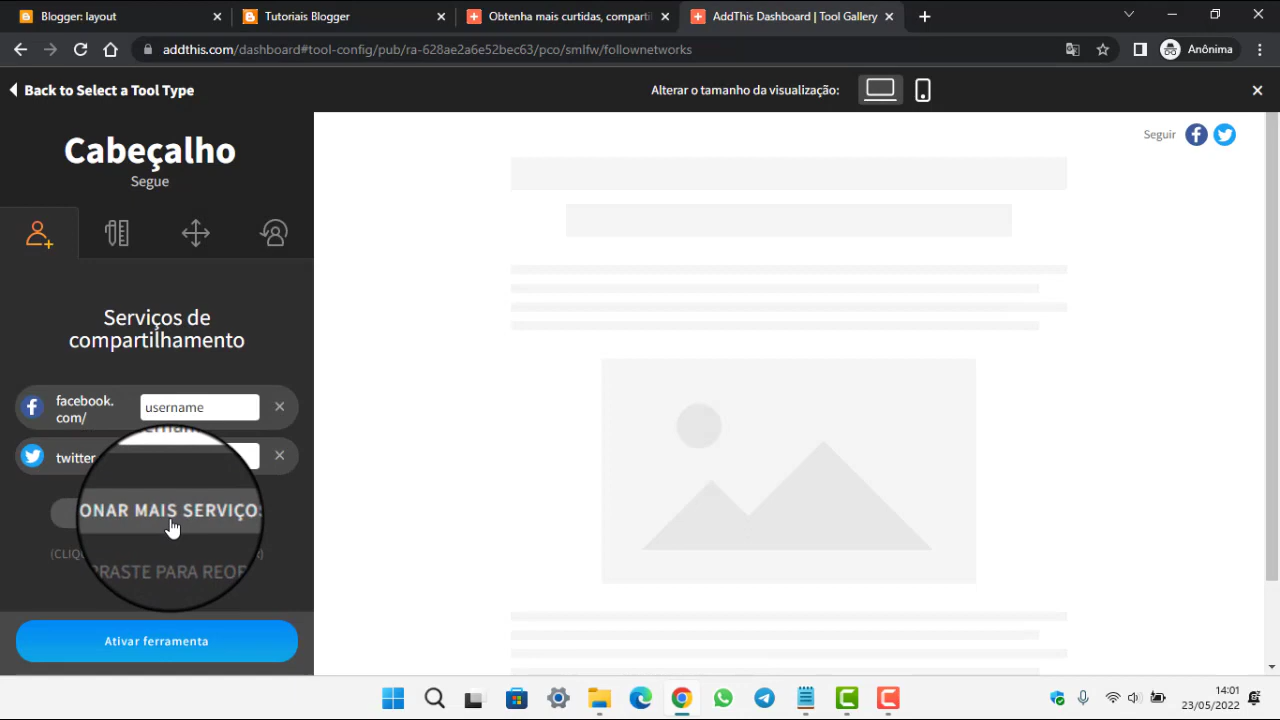 Blogger: layout
Tutoriais Blogger
Obtenha mais curtidas, comparti
AddThis Dashboard | Tool Gallery
addthis.com/dashboard#tool-config/pub/ra-628ae2a6e52bec63/pco/smlfw/follownetworks
Anônima
Back to Select a Tool Type
Alterar o tamanho da visualização:
Cabeçalho
Segue
Seguir
Serviços de
compartilhamento
facebook.
com/
username
twitter
ONAR MAIS SERVIÇOS
(CLIQ
RASTE PARA REOR
Ativar ferramenta
14:01
23/05/2022